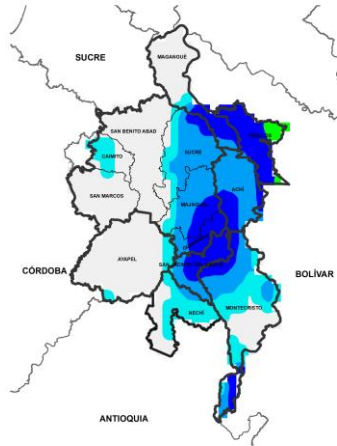 MAGANGUÉ
SUCRE
SAN BENITO ABAD
CAIMITO
SUCRE
SAN MARCOS
ACHÍ
MAJAGUAL
AYAPEL
CÓRDOBA
BOLÍVAR
MONTECRISTO
NECHÍ
ANTIOQUIA